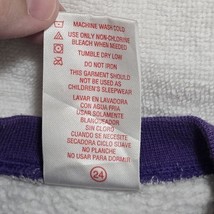 MACHINE WASH COLD
USE ONLY NON-CHLORINE
BLEACH WHEN NEEDED
TUMBLE DRY LOW
DO NOT IRON
THIS GARMENT SHOULD
NOT BE USED AS
CHILDREN'S SLEEPWEAR
LAVAR EN LAVADORA
CON AGUA FRIA
USAR SOLAMENTE
BLANQUEADOR
SIN CLORO
CUANDO SE NECESITE
SECADORA CICLO SUAVE
NO PLANCHAR
NO USAR PARA DORMIR
24